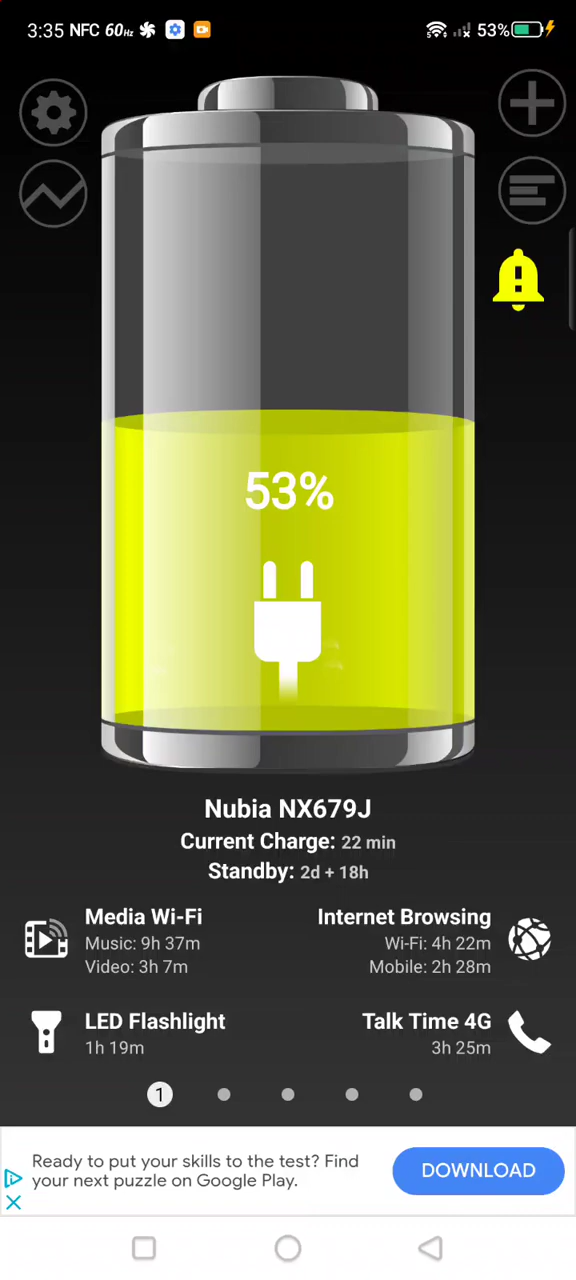 3:35 NFC 60Hz 53%
53%
Nubia NX679J
Current Charge: 22 min
Standby: 2d + 18h
Media Wi-Fi
Music: 9h 37m
Video: 3h 7m
Internet Browsing
Wi-Fi: 4h 22m
Mobile: 2h 28m
LED Flashlight
1h 19m
Talk Time 4G
3h 25m
1
Ready to put your skills to the test? Find
your next puzzle on Google Play.
DOWNLOAD